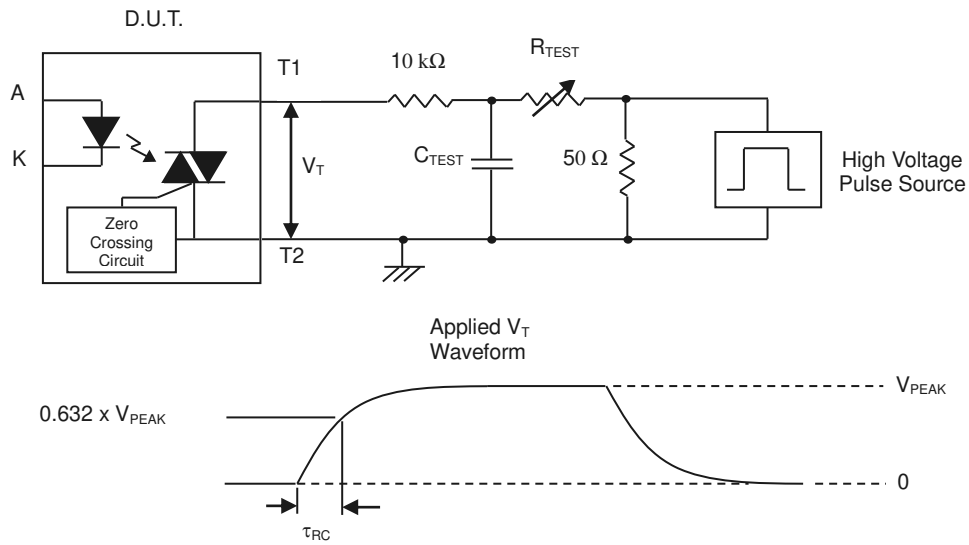 D.U.T.
A
K
Zero
Crossing
Circuit
T1
V_T
T2
10 kΩ
R_TEST
C_TEST
50 Ω
High Voltage
Pulse Source
Applied V_T
Waveform
V_PEAK
0.632 x V_PEAK
0
τ_RC